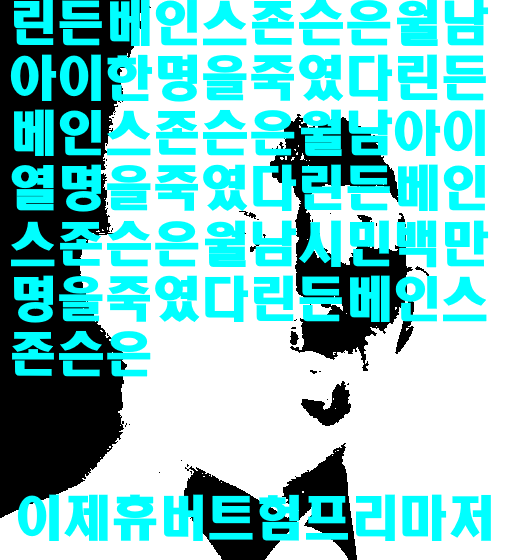 린든베인스존슨은월남
아이한명을죽였다린든
베인스존슨은월남아이
열명을죽였다린든베인
스존슨은월남시민백만
명을죽였다린든베인스
존슨은
이제휴버트험프리마저